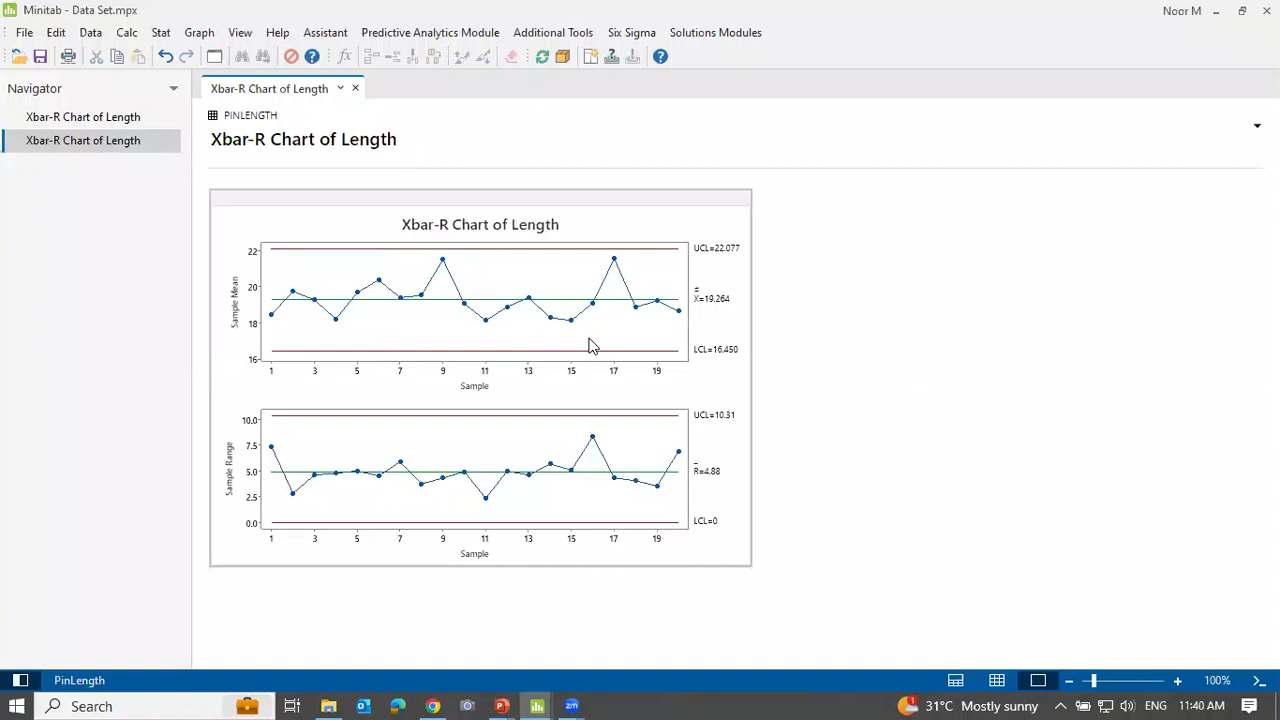 Minitab - Data Set.mpx
Noor M
File Edit Data Calc Stat Graph View Help Assistant Predictive Analytics Module Additional Tools Six Sigma Solutions Modules
Navigator
Xbar-R Chart of Length
Xbar-R Chart of Length
Xbar-R Chart of Length
PINLENGTH
Xbar-R Chart of Length
Xbar-R Chart of Length
22
20
18
16
Sample Mean
UCL=22.077
X=19.264
LCL=16.450
1 3 5 7 9 11 13 15 17 19
Sample
10.0
7.5
5.0
2.5
0.0
Sample Range
UCL=10.31
R=4.88
LCL=0
1 3 5 7 9 11 13 15 17 19
Sample
PinLength
100%
Search
zm
31°C Mostly sunny
ENG
11:40 AM